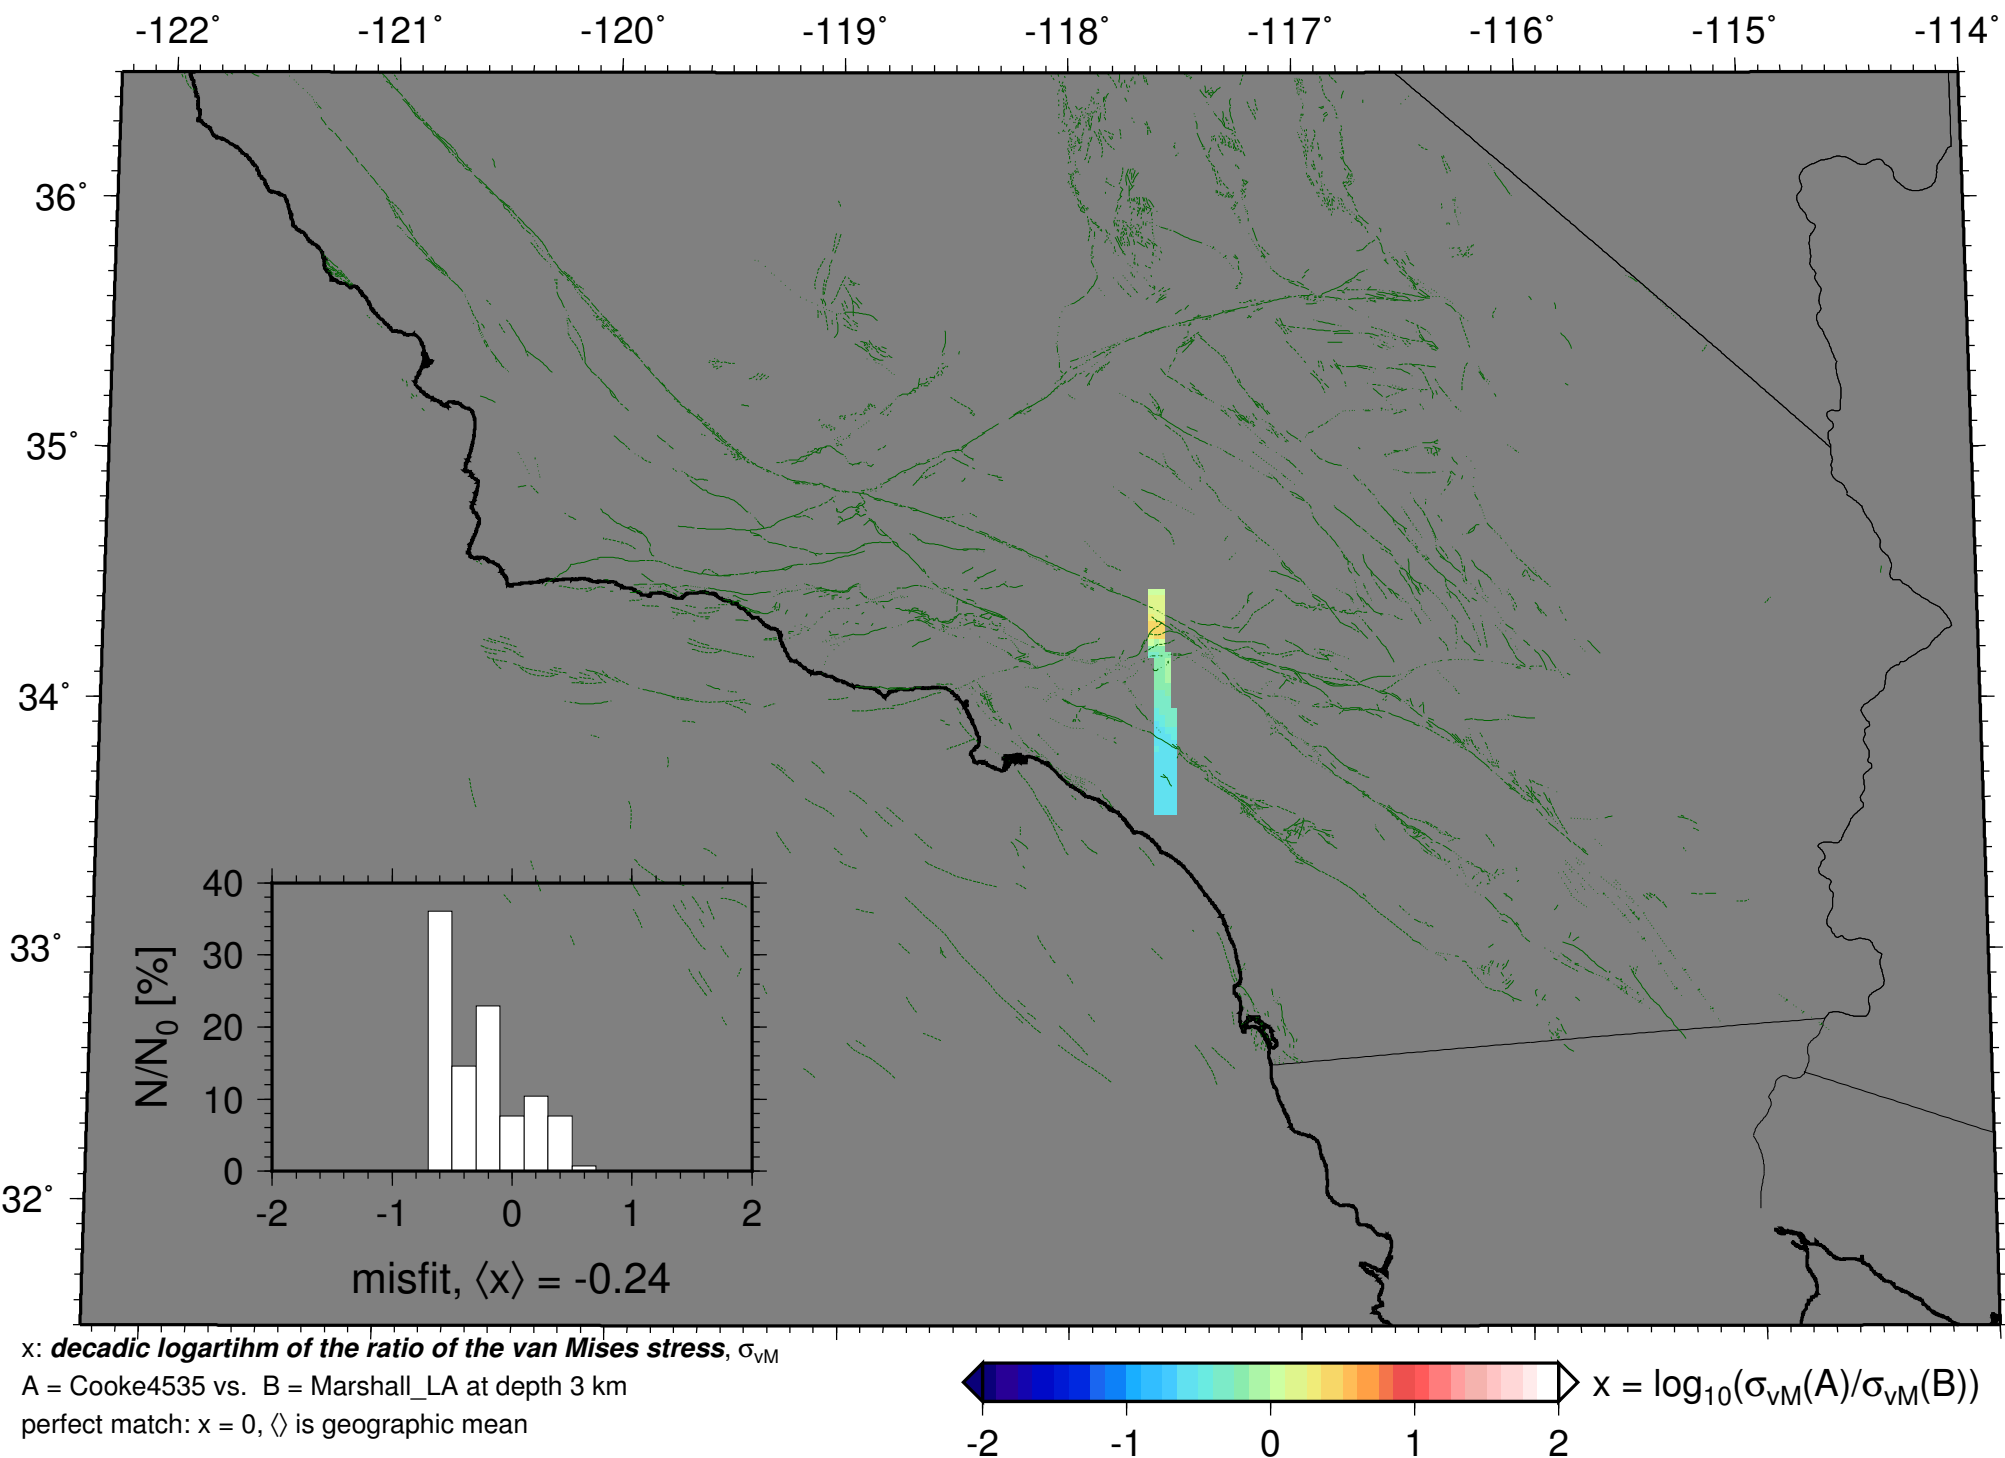 -122˚ -121˚ -120˚ -119˚ -118˚ -117˚ -116˚ -115˚ -114˚
36˚
35˚
34˚
33˚
32˚
40
30
20
10
0
N/N0 [%]
-2 -1 0 1 2
misfit, ⟨x⟩ = -0.24
x: decadic logartihm of the ratio of the van Mises stress, σvM
A = Cooke4535 vs. B = Marshall_LA at depth 3 km
perfect match: x = 0, ⟨⟩ is geographic mean
x = log10(σvM(A)/σvM(B))
-2 -1 0 1 2